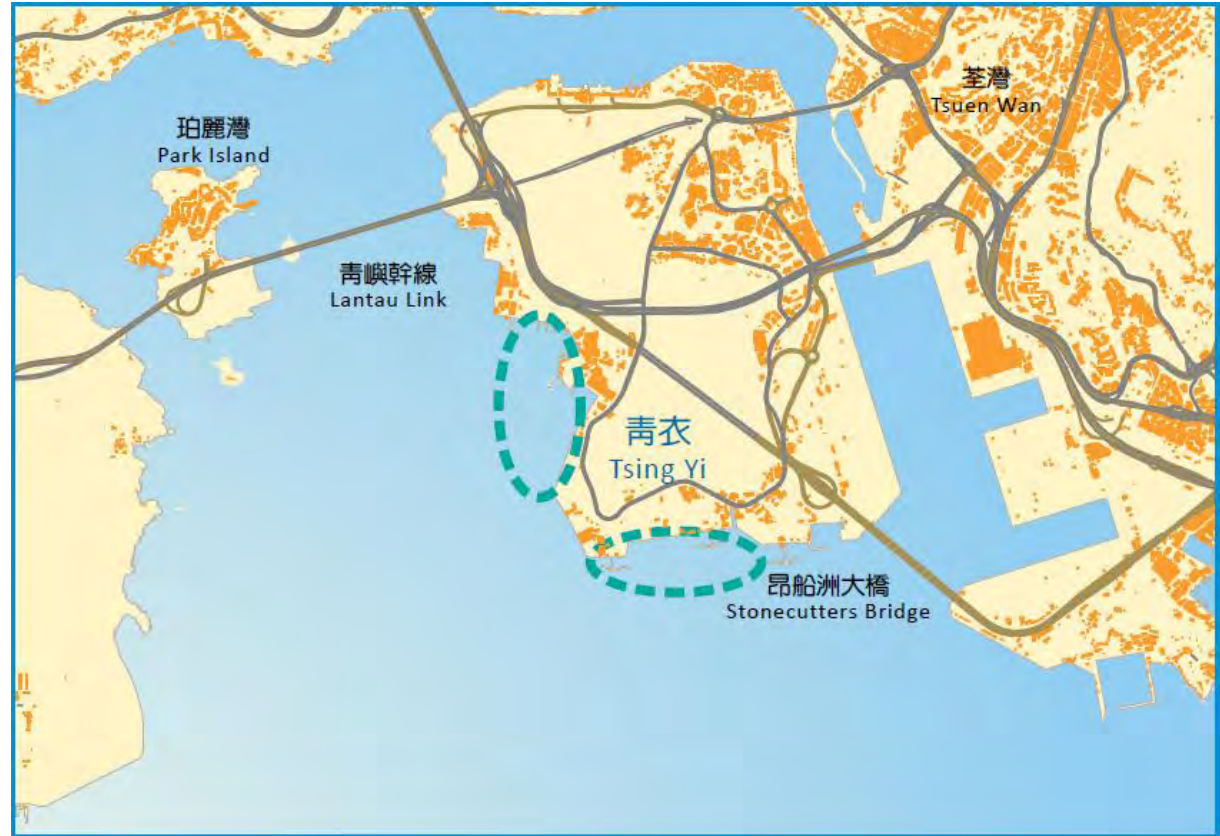 荃灣
Tsuen Wan
珀麗灣
Park Island
青嶼幹線
Lantau Link
青衣
Tsing Yi
昂船洲大橋
Stonecutters Bridge